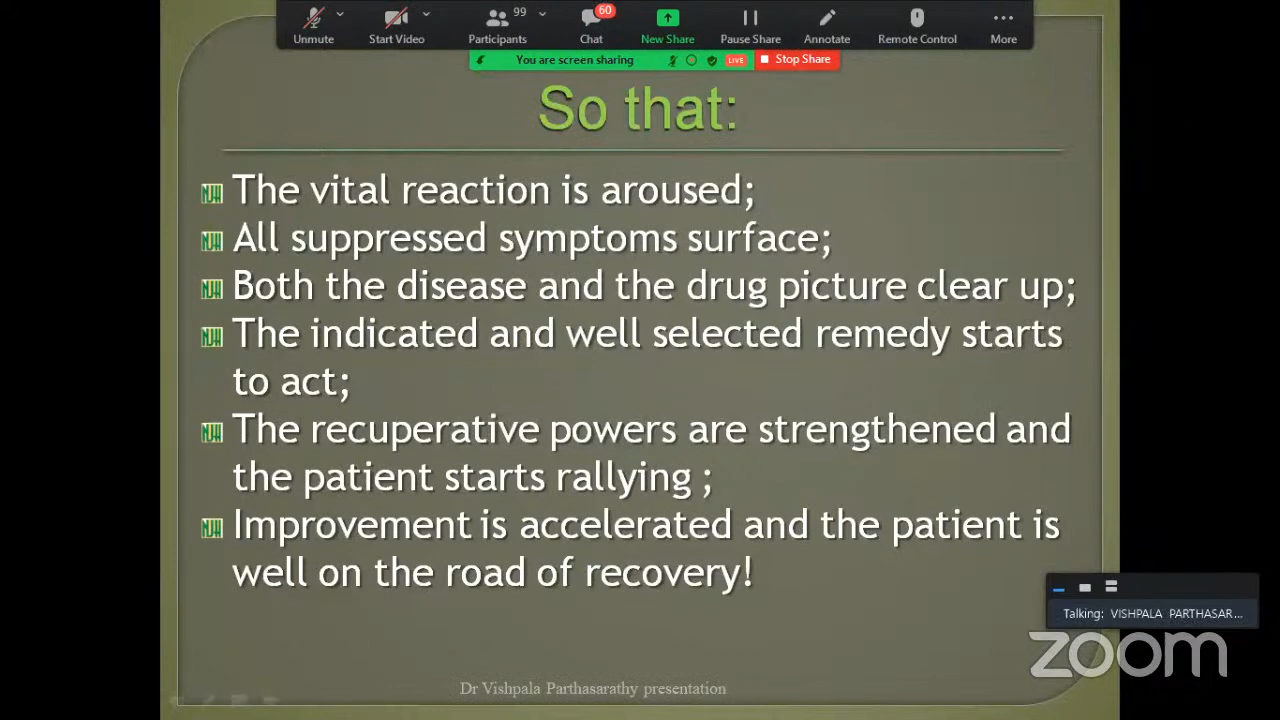 99
60
Unmute
Start Video
Participants
Chat
New Share
Pause Share
Annotate
Remote Control
More
You are screen sharing
LIVE
Stop Share
So that:
The vital reaction is aroused;
All suppressed symptoms surface;
Both the disease and the drug picture clear up;
The indicated and well selected remedy starts
to act;
The recuperative powers are strengthened and
the patient starts rallying ;
Improvement is accelerated and the patient is
well on the road of recovery!
Talking: VISHPALA PARTHASAR...
zoom
Dr Vishpala Parthasarathy presentation